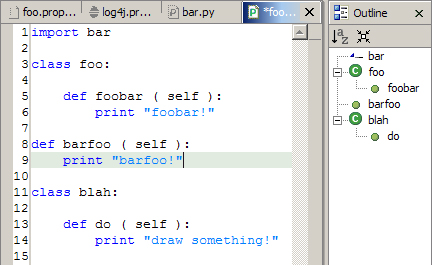 foo.prop... log4j.pr... bar.py *foo... Outline
1 import bar
2
3 class foo:
4
5     def foobar ( self ):
6         print "foobar!"
7
8 def barfoo ( self ):
9     print "barfoo!"
10
11 class blah:
12
13     def do ( self ):
14         print "draw something!"
15
a
z
bar
C foo
foobar
barfoo
C blah
do